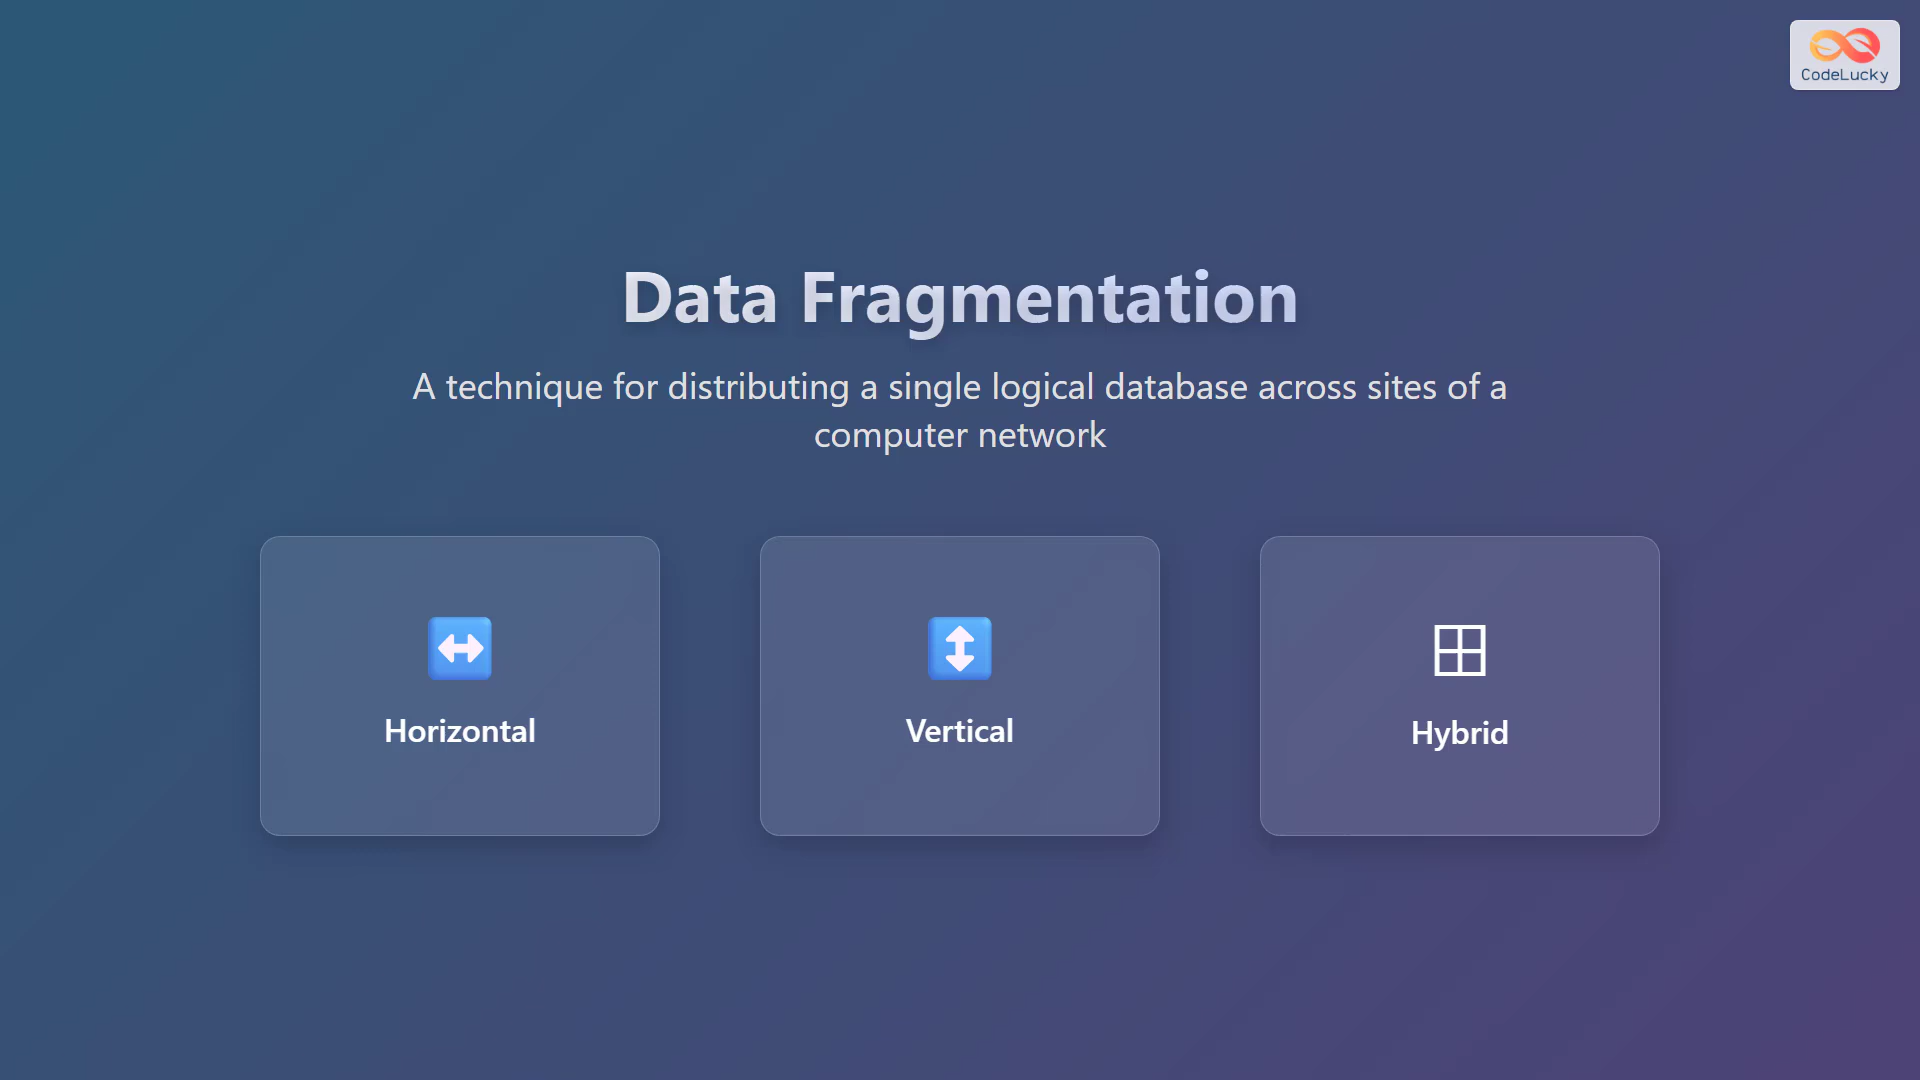 CodeLucky
Data Fragmentation
A technique for distributing a single logical database across sites of a
computer network
Horizontal
Vertical
Hybrid